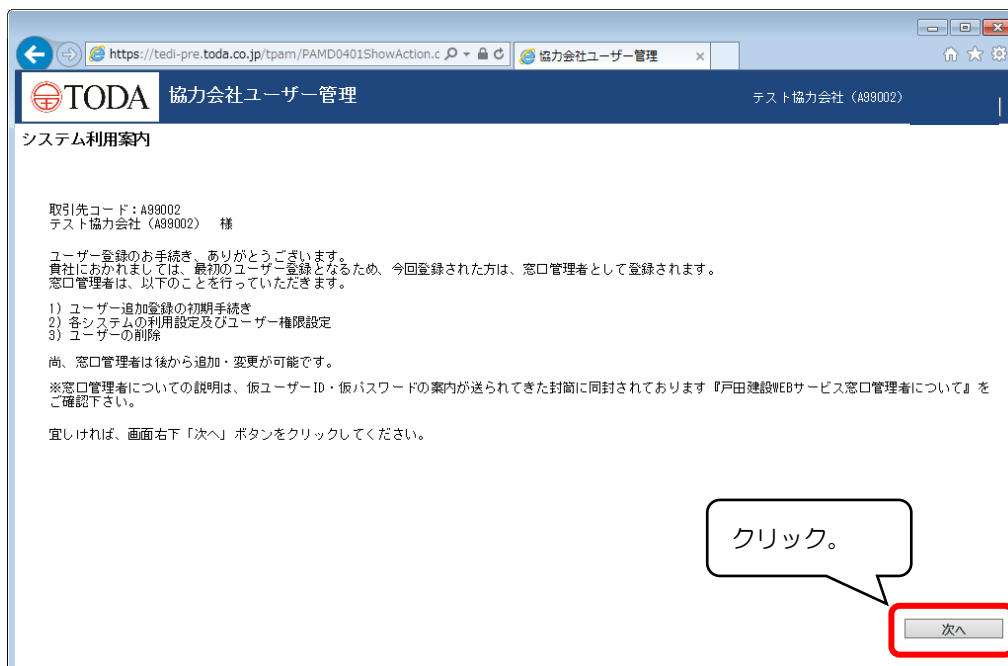 https://tedi-pre.toda.co.jp/tpam/PAMD0401ShowAction.c
協力会社ユーザー管理
TODA 協力会社ユーザー管理
テスト協力会社（A99002）
システム利用案内
取引先コード：A99002
テスト協力会社（A99002） 様
ユーザー登録のお手続き、ありがとうございます。
貴社におかれましては、最初のユーザー登録となるため、今回登録された方は、窓口管理者として登録されます。
窓口管理者は、以下のことを行っていただきます。
1) ユーザー追加登録の初期手続き
2) 各システムの利用設定及びユーザー権限設定
3) ユーザーの削除
尚、窓口管理者は後から追加・変更が可能です。
※窓口管理者についての説明は、仮ユーザーID・仮パスワードの案内が送られてきた封筒に同封されております『戸田建設WEBサービス窓口管理者について』を
ご確認下さい。
宜しければ、画面右下「次へ」ボタンをクリックしてください。
クリック。
次へ